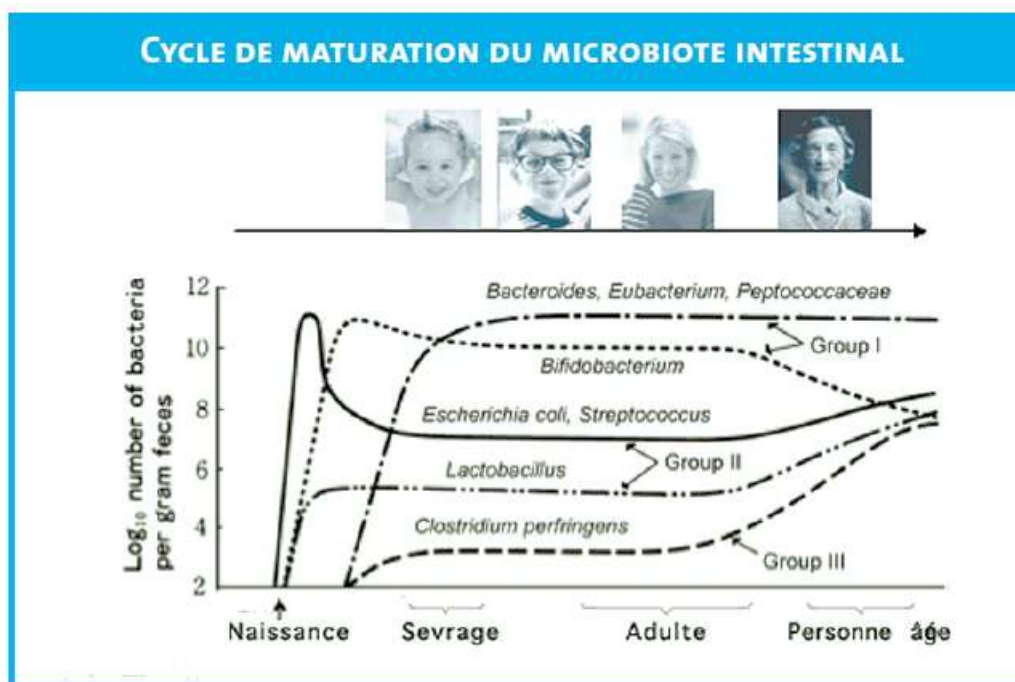 CYCLE DE MATURATION DU MICROBIOTE INTESTINAL
Log₁₀ number of bacteria
per gram feces
12
10
8
6
4
2
Bacteroides, Eubacterium, Peptococcaceae
Group I
Bifidobacterium
Escherichia coli, Streptococcus
Group II
Lactobacillus
Clostridium perfringens
Group III
Naissance
Sevrage
Adulte
Personne âgé